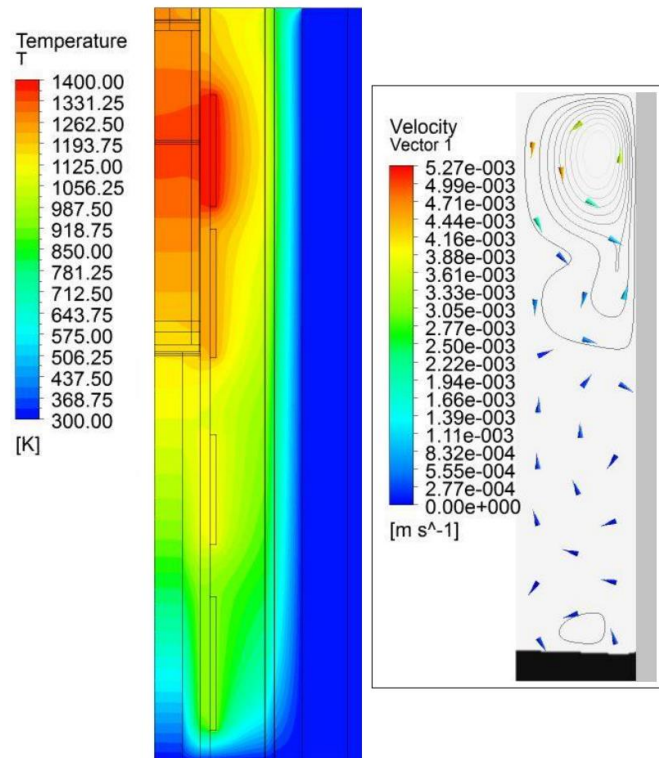 Temperature
T
1400.00
1331.25
1262.50
1193.75
1125.00
1056.25
987.50
918.75
850.00
781.25
712.50
643.75
575.00
506.25
437.50
368.75
300.00
[K]
Velocity
Vector 1
5.27e-003
4.99e-003
4.71e-003
4.44e-003
4.16e-003
3.88e-003
3.61e-003
3.33e-003
3.05e-003
2.77e-003
2.50e-003
2.22e-003
1.94e-003
1.66e-003
1.39e-003
1.11e-003
8.32e-004
5.55e-004
2.77e-004
0.00e+000
[m s^-1]